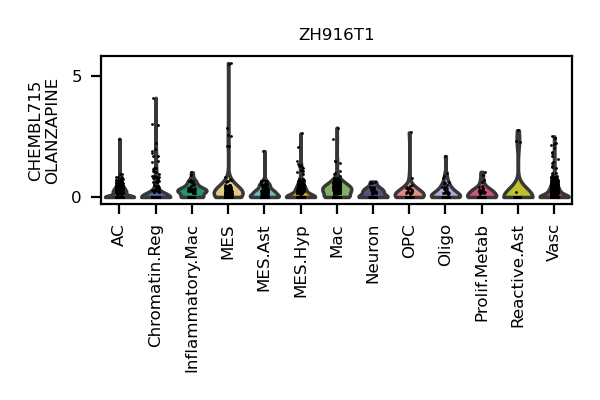 ZH916T1
CHEMBL715
OLANZAPINE
5
0
AC
Chromatin.Reg
Inflammatory.Mac
MES
MES.Ast
MES.Hyp
Mac
Neuron
OPC
Oligo
Prolif.Metab
Reactive.Ast
Vasc